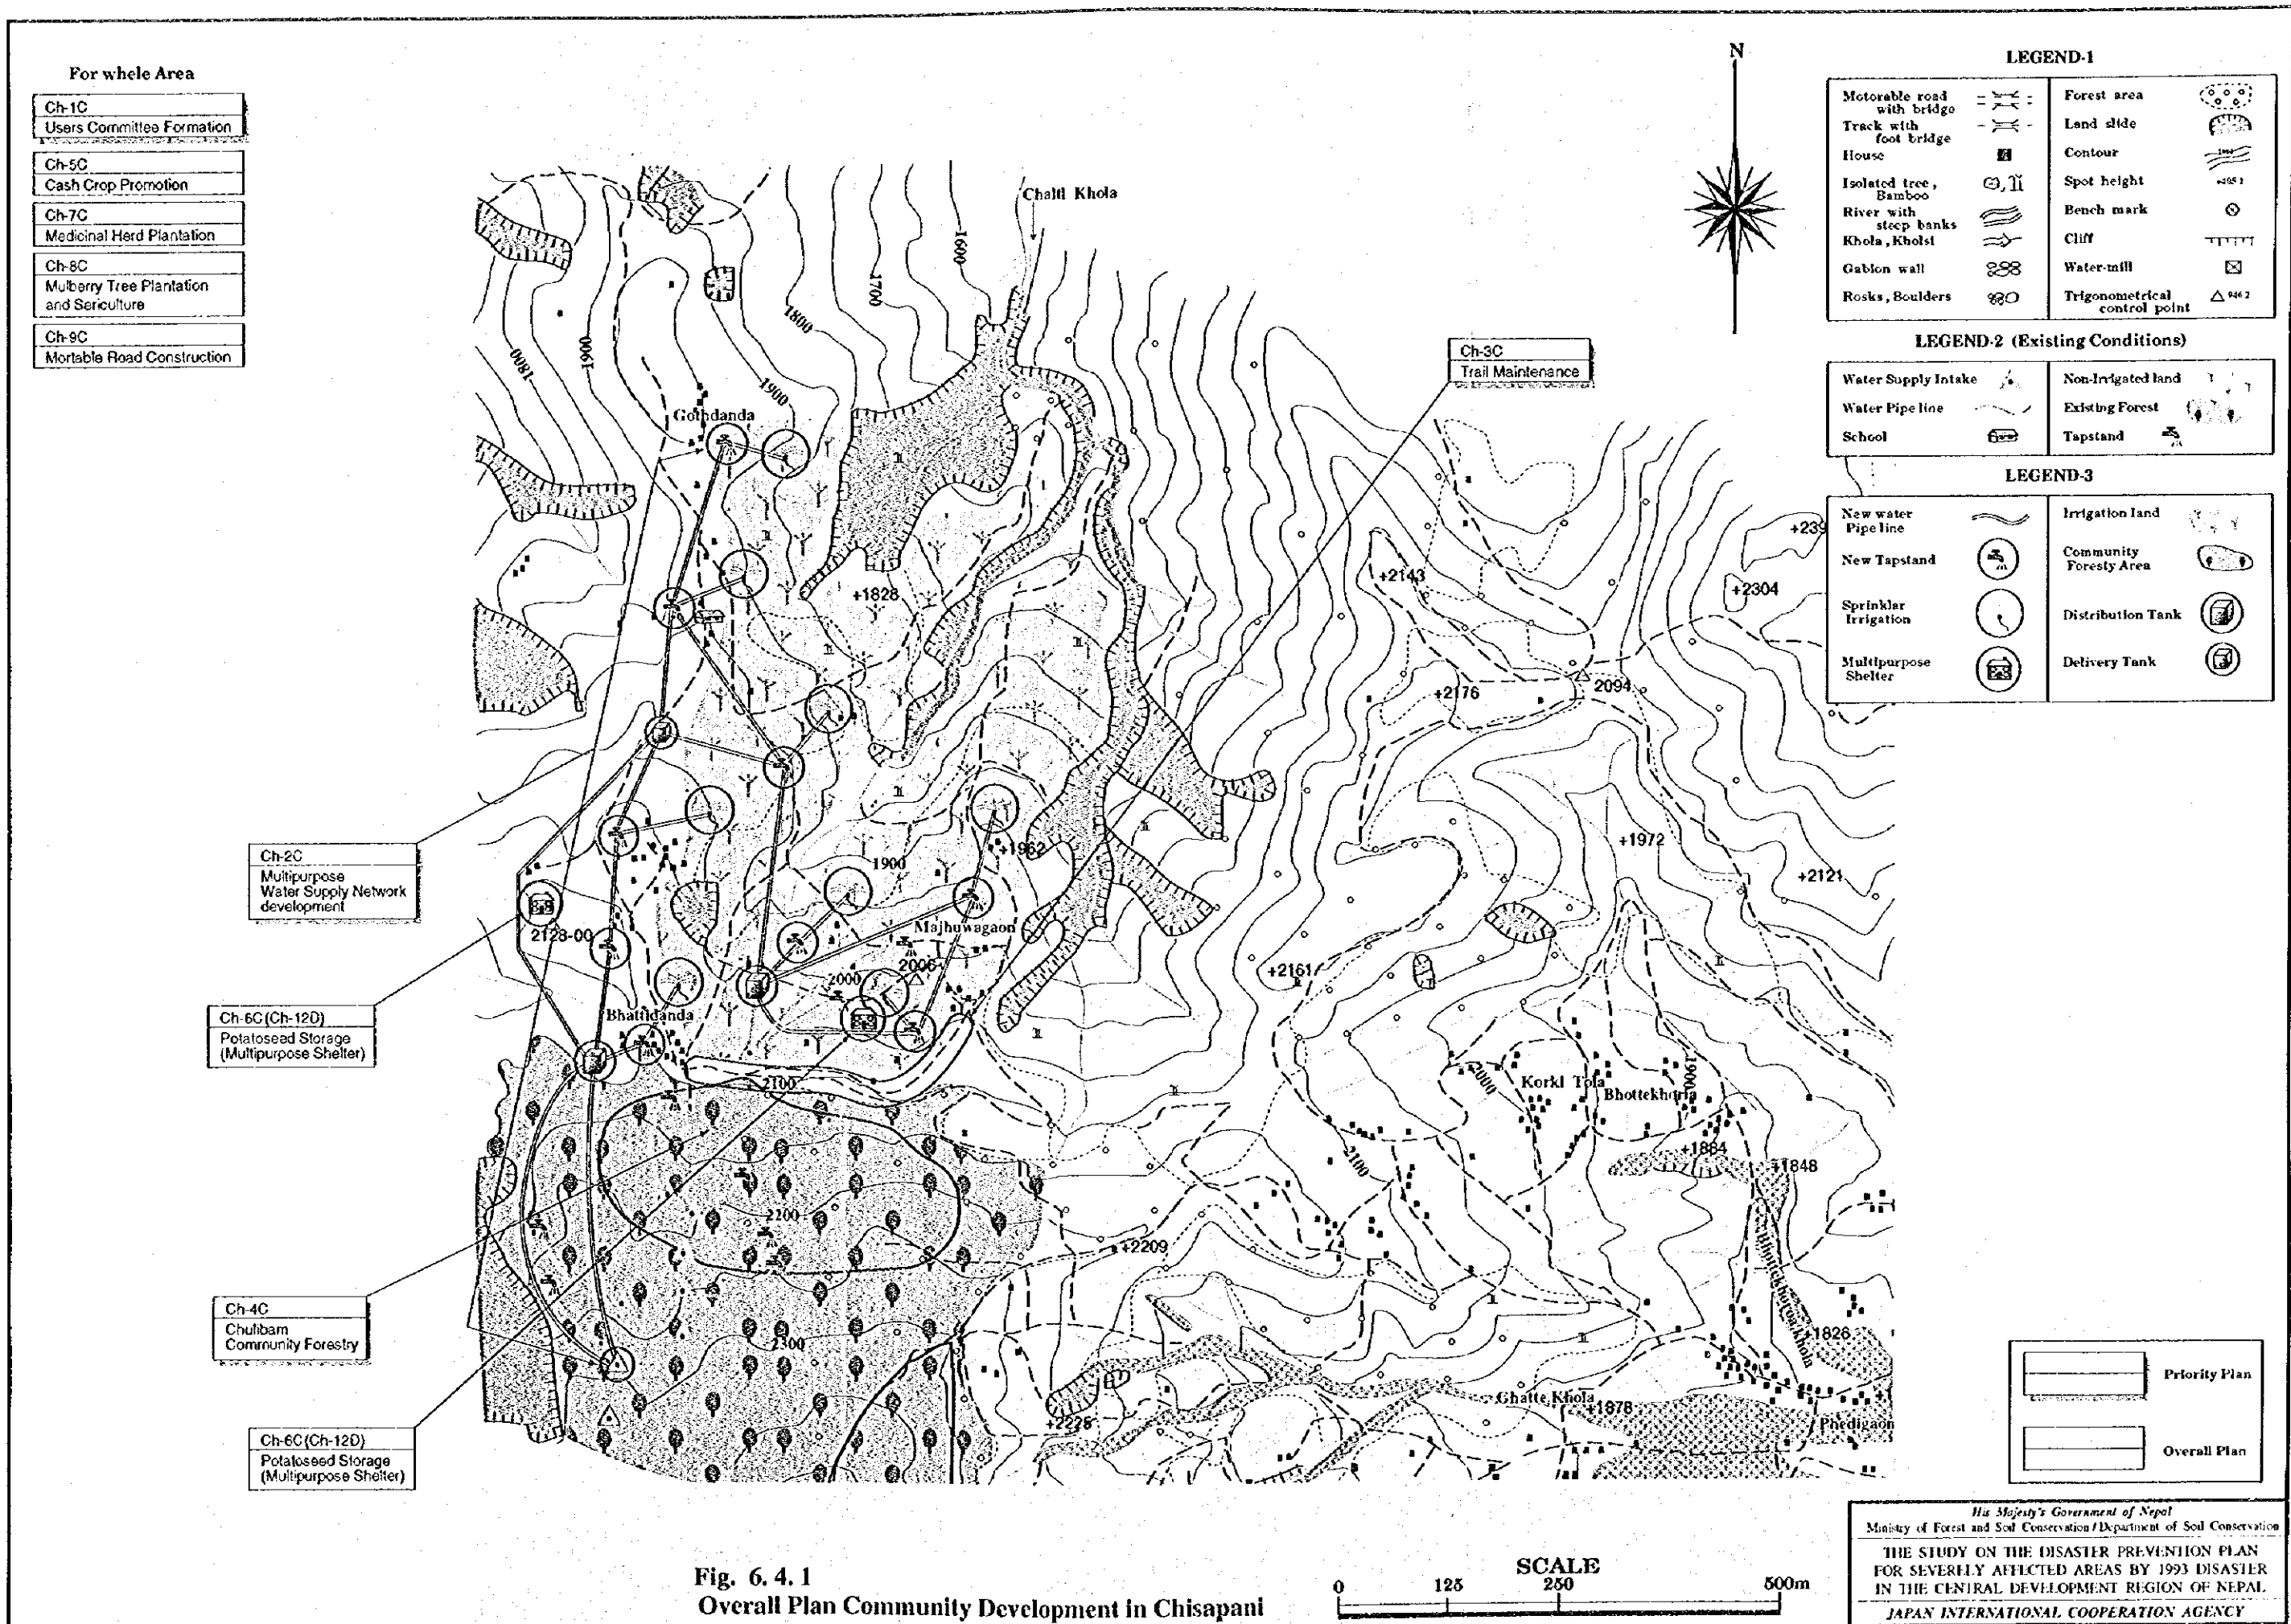 For whele Area
Ch-1C
Users Committee Formation
Ch-5C
Cash Crop Promotion
Ch-7C
Medicinal Herd Plantation
Ch-8C
Mulberry Tree Plantation
and Sericulture
Ch-9C
Mortable Road Construction
N
LEGEND-1
Motorable road
with bridge
Forest area
Track with
foot bridge
Land slide
House
Contour
Isolated tree,
Bamboo
Spot height
River with
steep banks
Bench mark
Khola, Kholsi
Cliff
Gabion wall
Water-mill
Rosks, Boulders
Trigonometrical
control point
LEGEND-2 (Existing Conditions)
Water Supply Intake
Non-Irrigated land
Water Pipe line
Existing Forest
School
Tapstand
LEGEND-3
New water
Pipe line
Irrigation land
New Tapstand
Community
Foresty Area
Sprinklar
Irrigation
Distribution Tank
Multipurpose
Shelter
Delivery Tank
Chalti Khola
1600
1700
1800
1900
1800
1900
Gothdanda
Ch-3C
Trail Maintenance
+1828
+2143
+2304
+2176
2094
+1972
+2121
+1962
1900
Ch-2C
Multipurpose
Water Supply Network
development
2128-00
Majhuwagaon
2006
2000
+2161
Bhattidanda
Ch-6C(Ch-12D)
Potatoseed Storage
(Multipurpose Shelter)
2100
2000
Korki Tola
Bhottekhoria
1900
2100
+1884
+1848
2200
+2209
Bhottekhoria Khola
Ch-4C
Chulibam
Community Forestry
2300
+1826
Ghatte Khola
+1878
+2226
Phedigaon
Ch-6C(Ch-12D)
Potatoseed Storage
(Multipurpose Shelter)
Priority Plan
Overall Plan
Fig. 6. 4. 1
Overall Plan Community Development in Chisapani
SCALE
0 125 250 500m
His Majesty's Government of Nepal
Ministry of Forest and Soil Conservation / Department of Soil Conservation
THE STUDY ON THE DISASTER PREVENTION PLAN
FOR SEVERELY AFFECTED AREAS BY 1993 DISASTER
IN THE CENTRAL DEVELOPMENT REGION OF NEPAL
JAPAN INTERNATIONAL COOPERATION AGENCY